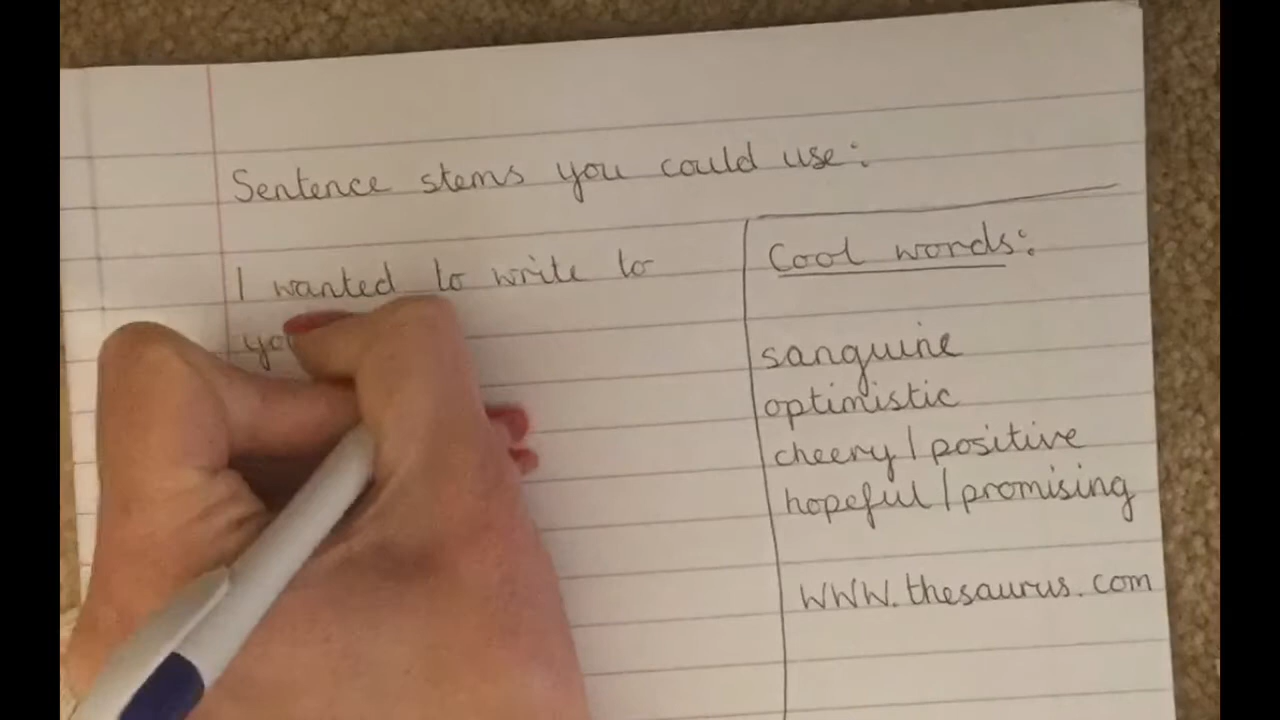 Sentence stems you could use:
I wanted to write to
Cool words:
sanguine
optimistic
cheery / positive
hopeful / promising
www.thesaurus.com